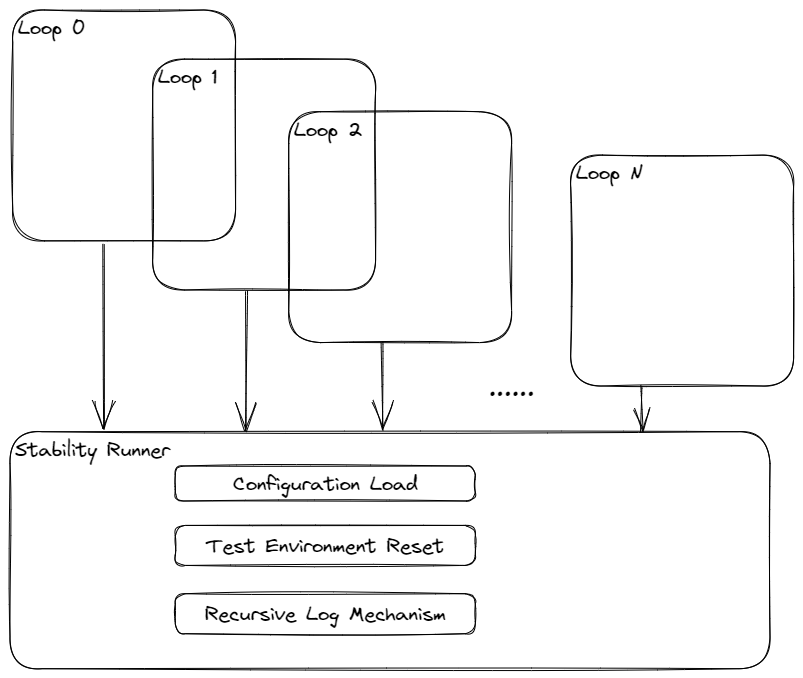 Loop 0
Loop 1
Loop 2
Loop N
......
Stability Runner
Configuration Load
Test Environment Reset
Recursive Log Mechanism